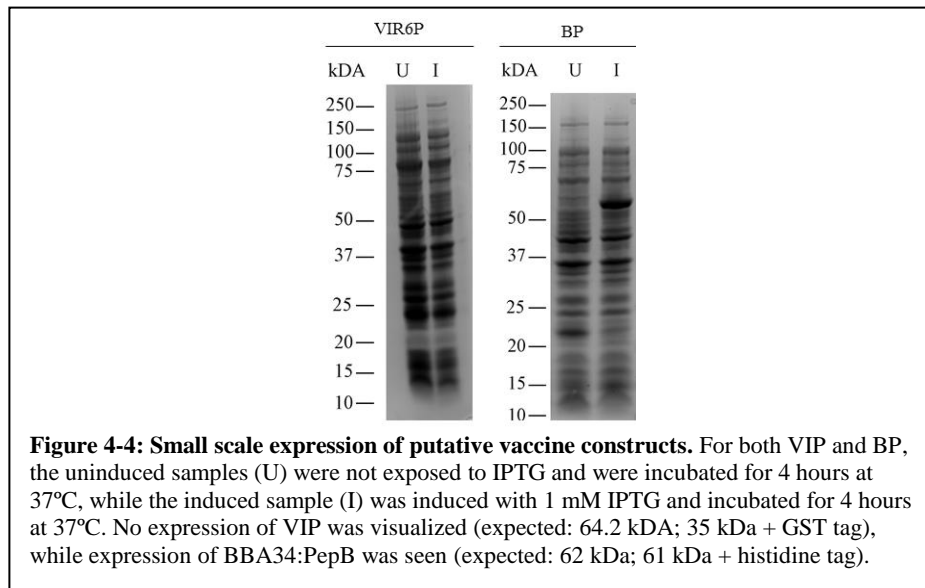 VIR6P BP
kDA U I kDA U I
250
150
100
75
50
37
25
20
15
10
250
150
100
75
50
37
25
20
15
10
Figure 4-4: Small scale expression of putative vaccine constructs. For both VIP and BP,
the uninduced samples (U) were not exposed to IPTG and were incubated for 4 hours at
37ºC, while the induced sample (I) was induced with 1 mM IPTG and incubated for 4 hours
at 37ºC. No expression of VIP was visualized (expected: 64.2 kDA; 35 kDa + GST tag),
while expression of BBA34:PepB was seen (expected: 62 kDa; 61 kDa + histidine tag).